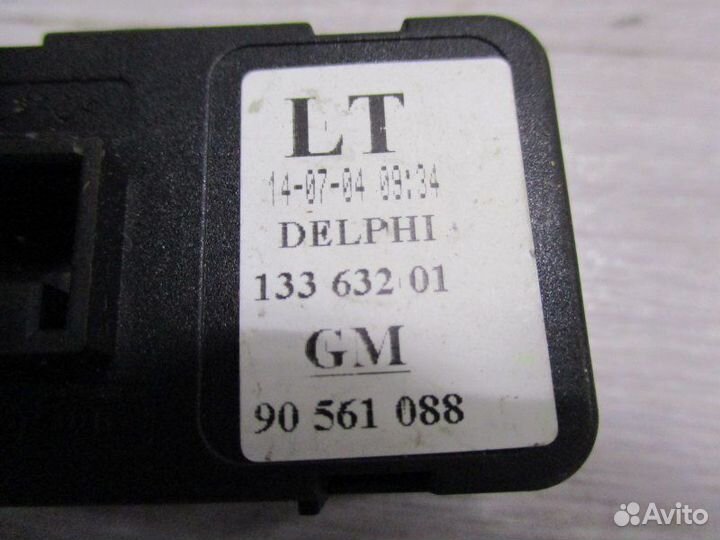 LT
14-07-04 09:34
DELPHI
133 632 01
GM
90 561 088
Avito